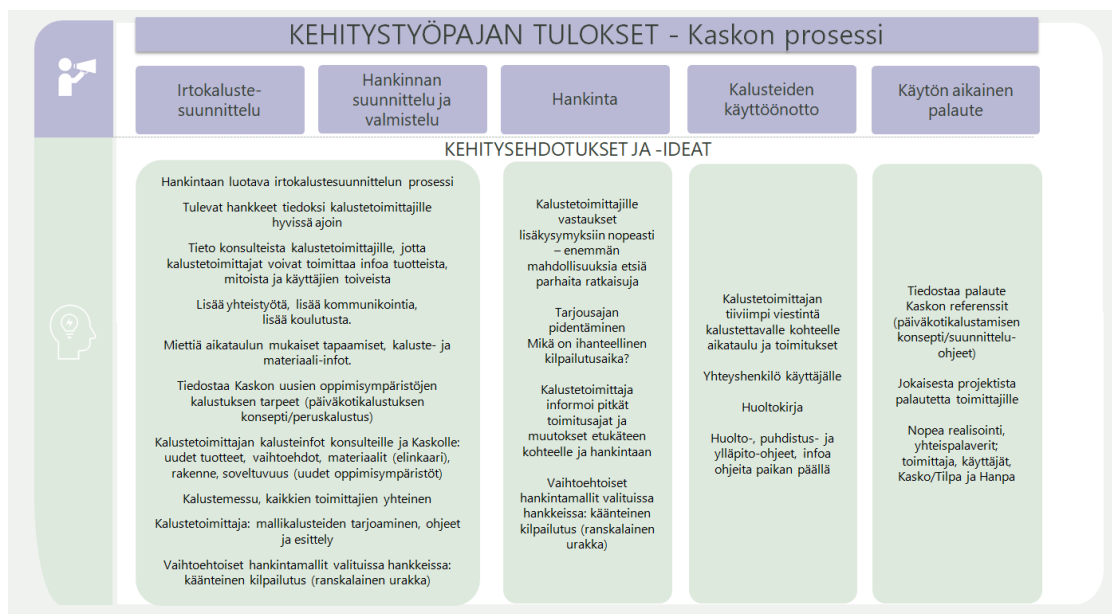 KEHITYSTYÖPAJAN TULOKSET - Kaskon prosessi
Irtokaluste-
suunnittelu
Hankinnan
suunnittelu ja
valmistelu
Hankinta
Kalusteiden
käyttöönotto
Käytön aikainen
palaute
KEHITYSEHDOTUKSET JA -IDEAT
Hankintaan luotava irtokalustesuunnittelun prosessi
Tulevat hankkeet tiedoksi kalustetoimittajille
hyvissä ajoin
Tieto konsulteista kalustetoimittajille, jotta
kalustetoimittajat voivat toimittaa infoa tuotteista,
mitoista ja käyttäjien toiveista
Lisää yhteistyötä, lisää kommunikointia,
lisää koulutusta.
Miettiä aikataulun mukaiset tapaamiset, kaluste- ja
materiaali-infot.
Tiedostaa Kaskon uusien oppimisympäristöjen
kalustuksen tarpeet (päiväkotikalustuksen
konsepti/peruskalustus)
Kalustetoimittajan kalusteinfot konsulteille ja Kaskolle:
uudet tuotteet, vaihtoehdot, materiaalit (elinkaari),
rakenne, soveltuvuus (uudet oppimisympäristöt)
Kalustemessu, kaikkien toimittajien yhteinen
Kalustetoimittaja: mallikalusteiden tarjoaminen, ohjeet
ja esittely
Vaihtoehtoiset hankintamallit valituissa hankkeissa:
käänteinen kilpailutus (ranskalainen urakka)
Kalustetoimittajille
vastaukset
lisäkysymyksiin nopeasti
– enemmän
mahdollisuuksia etsiä
parhaita ratkaisuja
Tarjousajan
pidentäminen
Mikä on ihanteellinen
kilpailutusaika?
Kalustetoimittaja
informoi pitkät
toimitusajat ja
muutokset etukäteen
kohteelle ja hankintaan
Vaihtoehtoiset
hankintamallit valituissa
hankkeissa: käänteinen
kilpailutus (ranskalainen
urakka)
Kalustetoimittajan
tiiviimpi viestintä
kalustettavalle kohteelle
aikataulu ja toimitukset
Yhteyshenkilö käyttäjälle
Huoltokirja
Huolto-, puhdistus- ja
ylläpito-ohjeet, infoa
ohjeita paikan päällä
Tiedostaa palaute
Kaskon referenssit
(päiväkotikalustamisen
konsepti/suunnittelu-
ohjeet)
Jokaisesta projektista
palautetta toimittajille
Nopea realisointi,
yhteispalaverit;
toimittaja, käyttäjät,
Kasko/Tilpa ja Hanpa